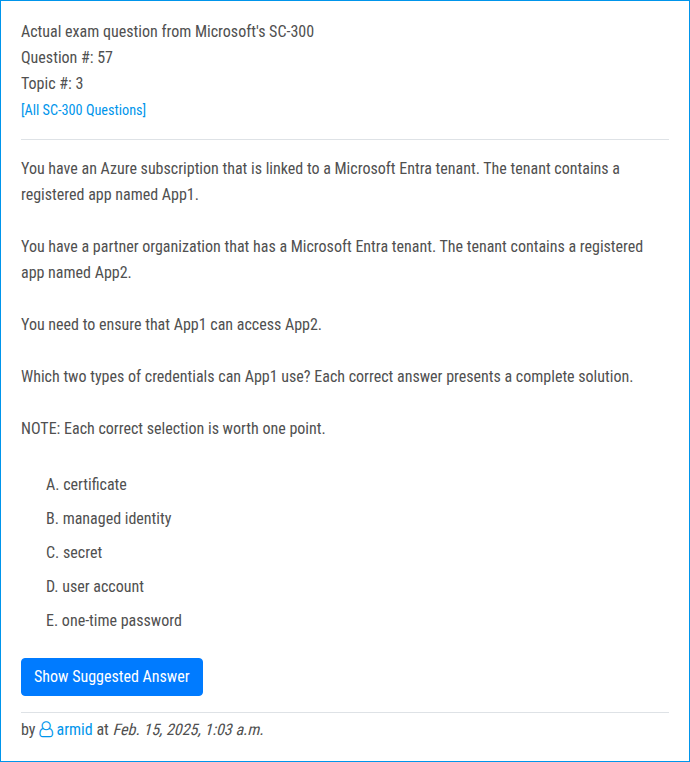 Actual exam question from Microsoft's SC-300
Question #: 57
Topic #: 3
[All SC-300 Questions]
You have an Azure subscription that is linked to a Microsoft Entra tenant. The tenant contains a
registered app named App1.
You have a partner organization that has a Microsoft Entra tenant. The tenant contains a registered
app named App2.
You need to ensure that App1 can access App2.
Which two types of credentials can App1 use? Each correct answer presents a complete solution.
NOTE: Each correct selection is worth one point.
A. certificate
B. managed identity
C. secret
D. user account
E. one-time password
Show Suggested Answer
by armid at Feb. 15, 2025, 1:03 a.m.